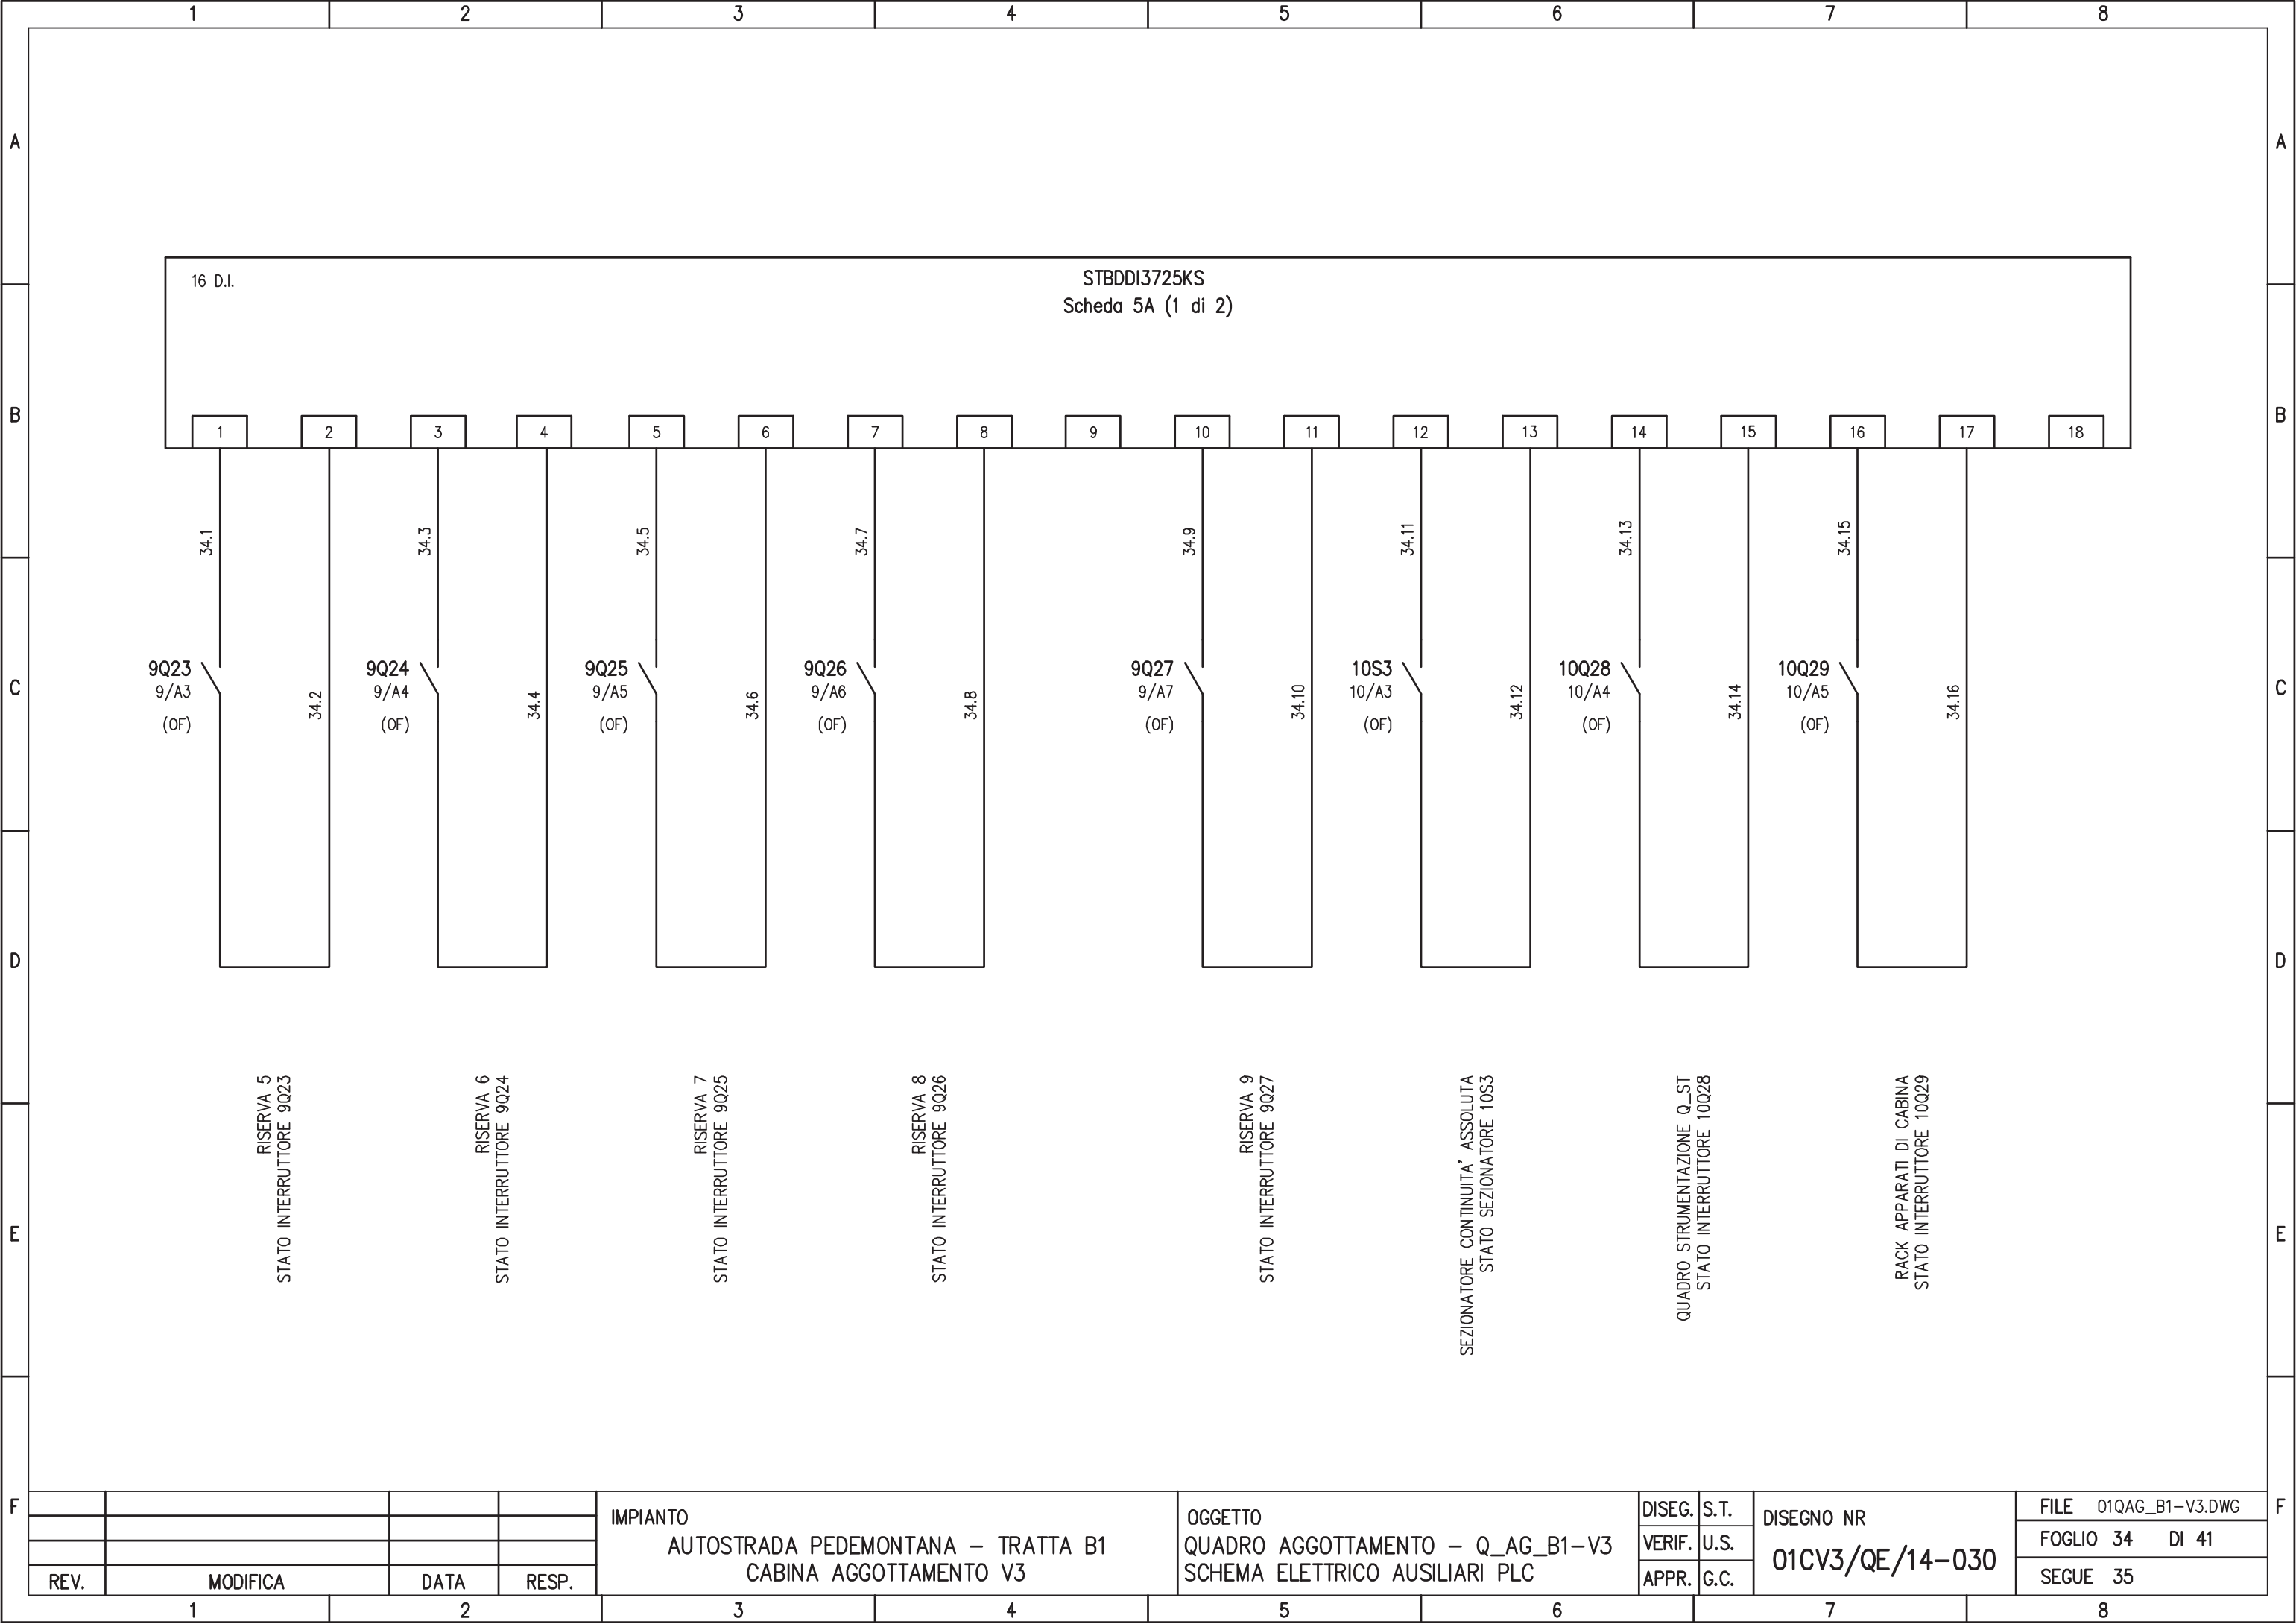 1 2 3 4 5 6 7 8
A A
16 D.I.
STBDDI3725KS
Scheda 5A (1 di 2)
B B
1 2 3 4 5 6 7 8 9 10 11 12 13 14 15 16 17 18
34.1 34.3 34.5 34.7 34.9 34.11 34.13 34.15
9Q23 9Q24 9Q25 9Q26 9Q27 10S3 10Q28 10Q29
C C
9/A3 9/A4 9/A5 9/A6 9/A7 10/A3 10/A4 10/A5
34.2 34.4 34.6 34.8 34.10 34.12 34.14 34.16
(OF) (OF) (OF) (OF) (OF) (OF) (OF) (OF)
D D
RISERVA 5
STATO INTERRUTTORE 9Q23
RISERVA 6
STATO INTERRUTTORE 9Q24
RISERVA 7
STATO INTERRUTTORE 9Q25
RISERVA 8
STATO INTERRUTTORE 9Q26
RISERVA 9
STATO INTERRUTTORE 9Q27
SEZIONATORE CONTINUITA' ASSOLUTA
STATO SEZIONATORE 10S3
QUADRO STRUMENTAZIONE Q_ST
STATO INTERRUTTORE 10Q28
RACK APPARATI DI CABINA
STATO INTERRUTTORE 10Q29
E E
F F
REV. MODIFICA DATA RESP.
IMPIANTO
AUTOSTRADA PEDEMONTANA – TRATTA B1
CABINA AGGOTTAMENTO V3
OGGETTO
QUADRO AGGOTTAMENTO – Q_AG_B1–V3
SCHEMA ELETTRICO AUSILIARI PLC
DISEG. S.T.
VERIF. U.S.
APPR. G.C.
DISEGNO NR
01CV3/QE/14–030
FILE 01QAG_B1–V3.DWG
FOGLIO 34 DI 41
SEGUE 35
1 2 3 4 5 6 7 8